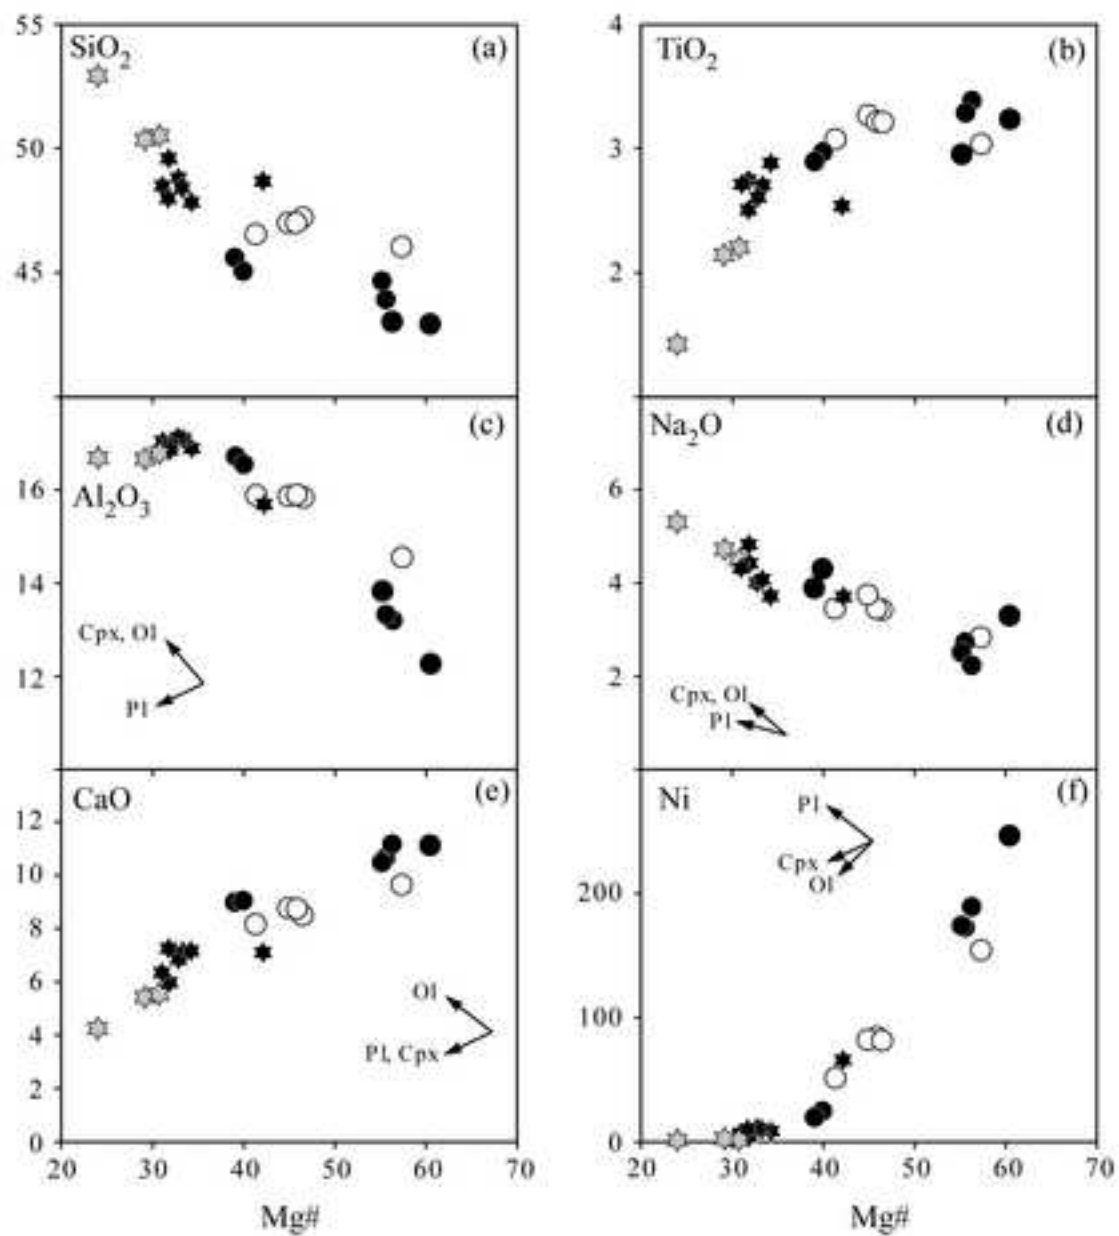 55 SiO2 (a)
50
45
4 TiO2 (b)
3
2
(c)
16 Al2O3
14
12
Cpx, Ol
Pl
Na2O (d)
6
4
2
Cpx, Ol
Pl
CaO (e)
12
10
8
6
4
2
0
Ol
Pl, Cpx
20 30 40 50 60 70
Mg#
Ni (f)
200
100
0
Pl
Cpx
Ol
20 30 40 50 60 70
Mg#